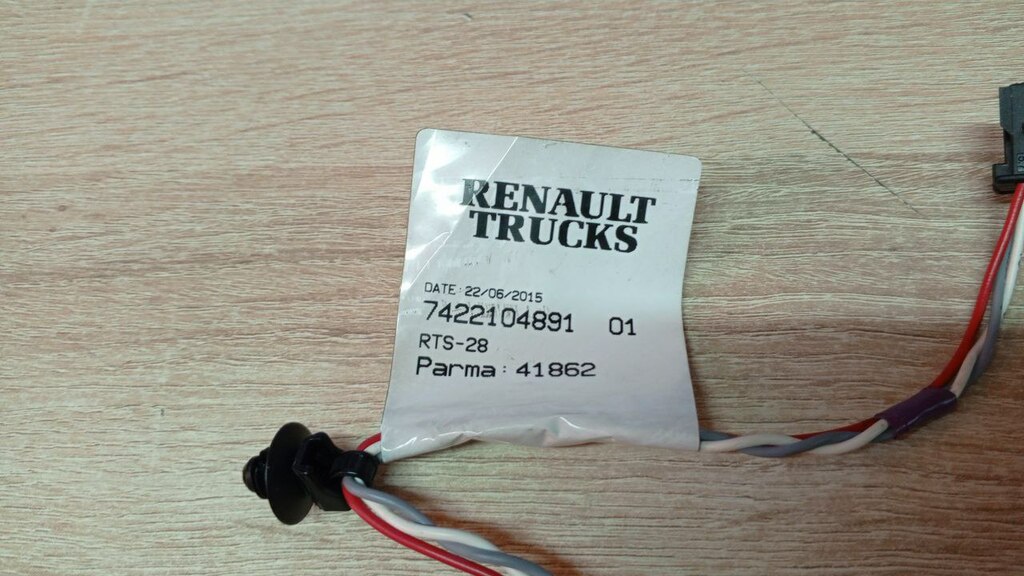 RENAULT
TRUCKS
DATE: 22/06/2015
7422104891 01
RTS-28
Parma: 41862